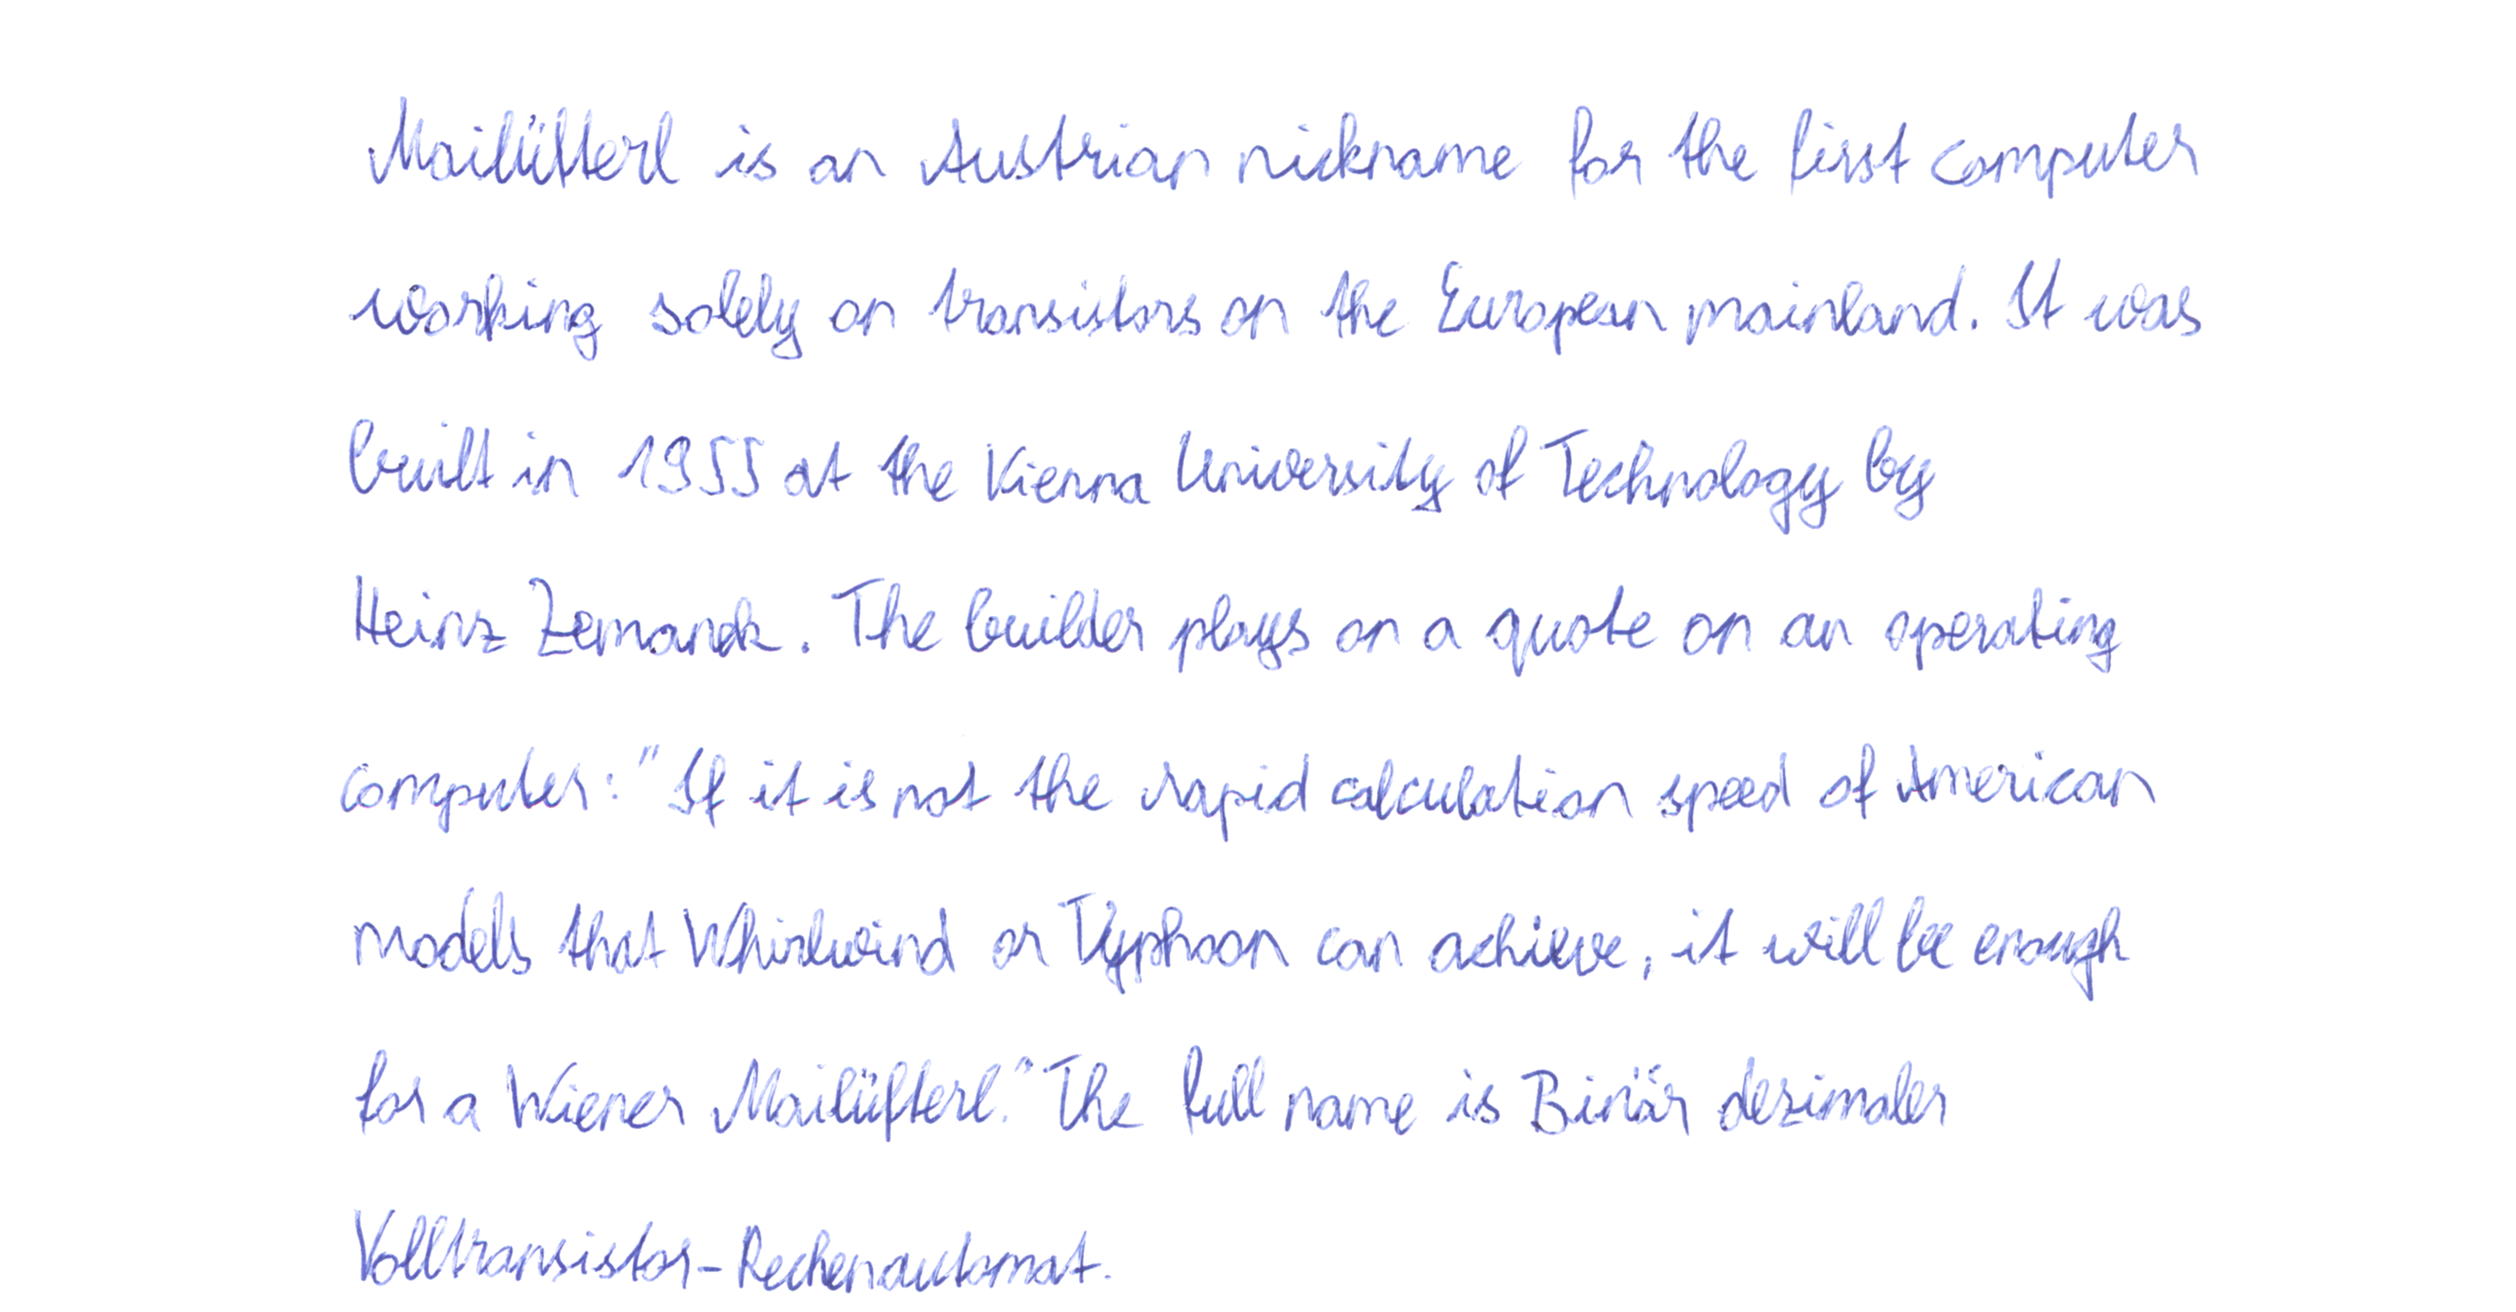 Mailüfterl is an Austrian nickname for the first computer
working solely on transistors on the European mainland. It was
built in 1955 at the Vienna University of Technology by
Heinz Zemanek. The builder plays on a quote on an operating
computer: "If it is not the rapid calculation speed of American
models that Whirlwind or Typhoon can achieve, it will be enough
for a Wiener Mailüfterl." The full name is Binär dezimaler
Volltransistor-Rechenautomat.